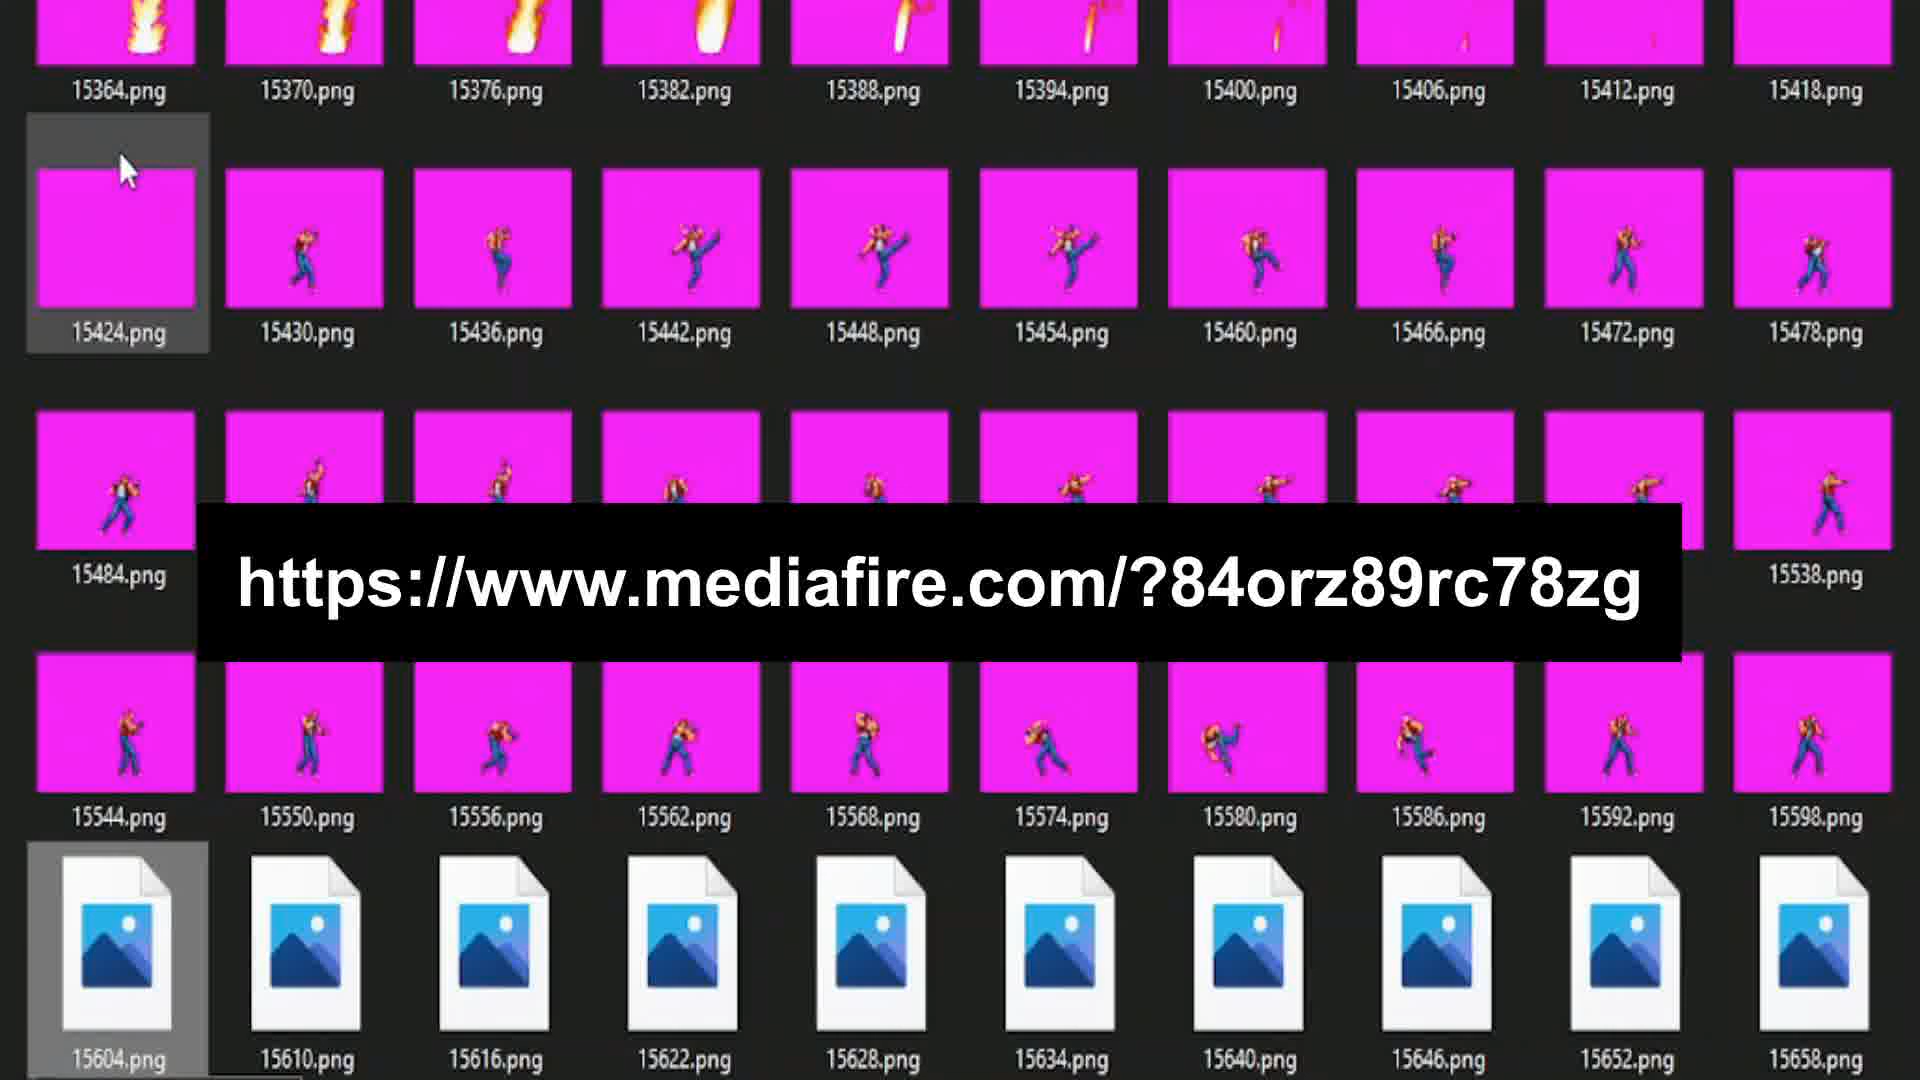 15364.png 15370.png 15376.png 15382.png 15388.png 15394.png 15400.png 15406.png 15412.png 15418.png
15424.png 15430.png 15436.png 15442.png 15448.png 15454.png 15460.png 15466.png 15472.png 15478.png
15484.png 15538.png
https://www.mediafire.com/?84orz89rc78zg
15544.png 15550.png 15556.png 15562.png 15568.png 15574.png 15580.png 15586.png 15592.png 15598.png
15604.png 15610.png 15616.png 15622.png 15628.png 15634.png 15640.png 15646.png 15652.png 15658.png